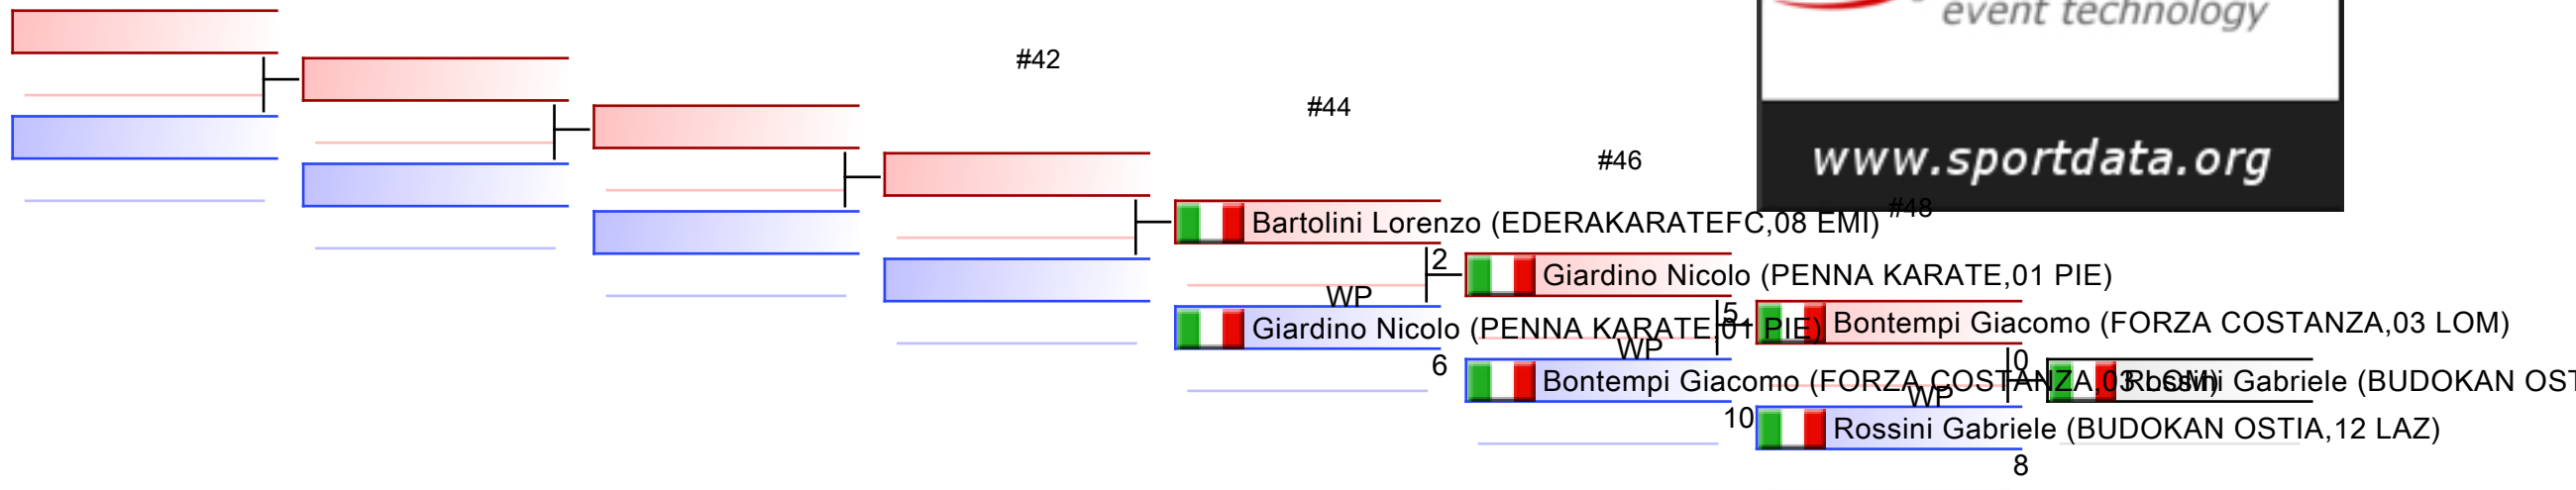 event technology
#42
#44
#46
www.sportdata.org
#48
Bartolini Lorenzo (EDERAKARATEFC,08 EMI)
2
Giardino Nicolo (PENNA KARATE,01 PIE)
WP
5
Giardino Nicolo (PENNA KARATE,01 PIE)
Bontempi Giacomo (FORZA COSTANZA,03 LOM)
WP
6
0
Bontempi Giacomo (FORZA COSTANZA,03 LOM)
Rossini Gabriele (BUDOKAN OST
WP
10
Rossini Gabriele (BUDOKAN OSTIA,12 LAZ)
8